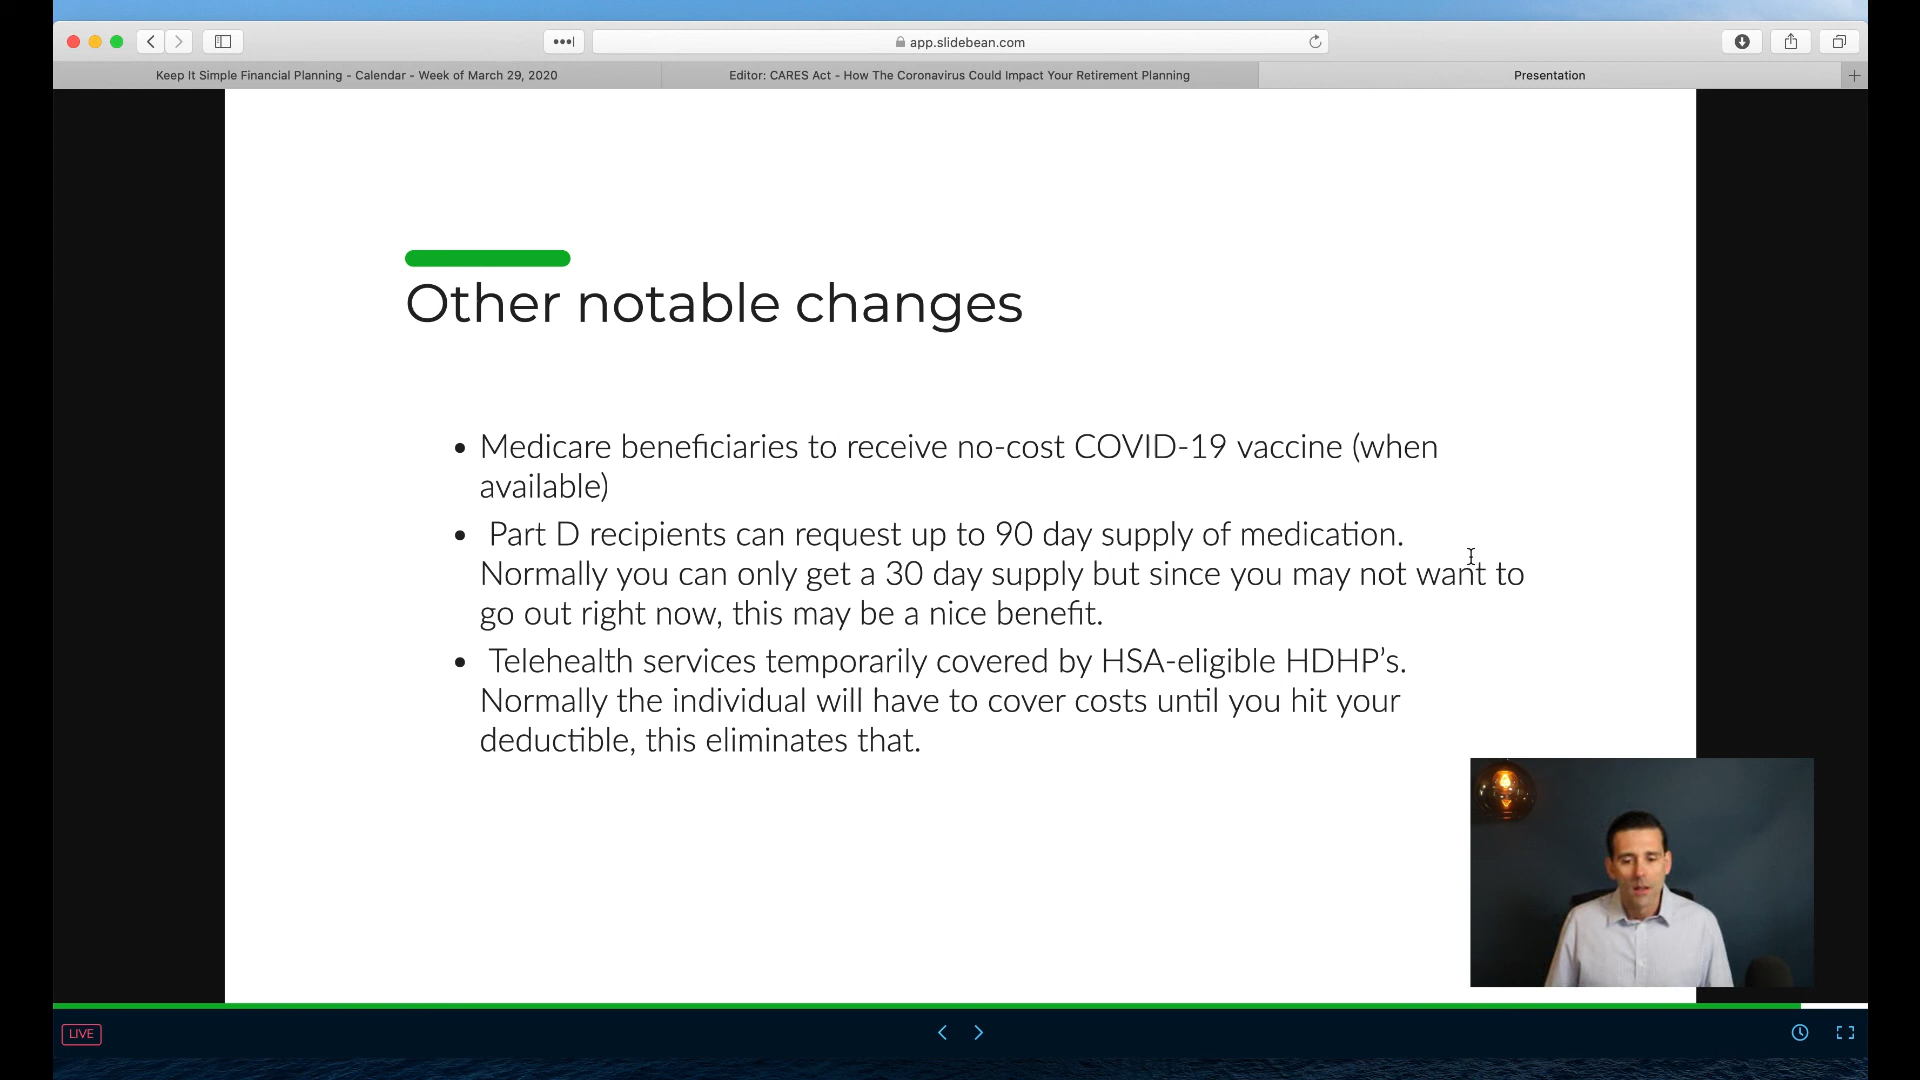 app.slidebean.com
Keep It Simple Financial Planning - Calendar - Week of March 29, 2020
Editor: CARES Act - How The Coronavirus Could Impact Your Retirement Planning
Presentation
Other notable changes
• Medicare beneficiaries to receive no-cost COVID-19 vaccine (when
available)
• Part D recipients can request up to 90 day supply of medication.
Normally you can only get a 30 day supply but since you may not want to
go out right now, this may be a nice benefit.
• Telehealth services temporarily covered by HSA-eligible HDHP’s.
Normally the individual will have to cover costs until you hit your
deductible, this eliminates that.
LIVE